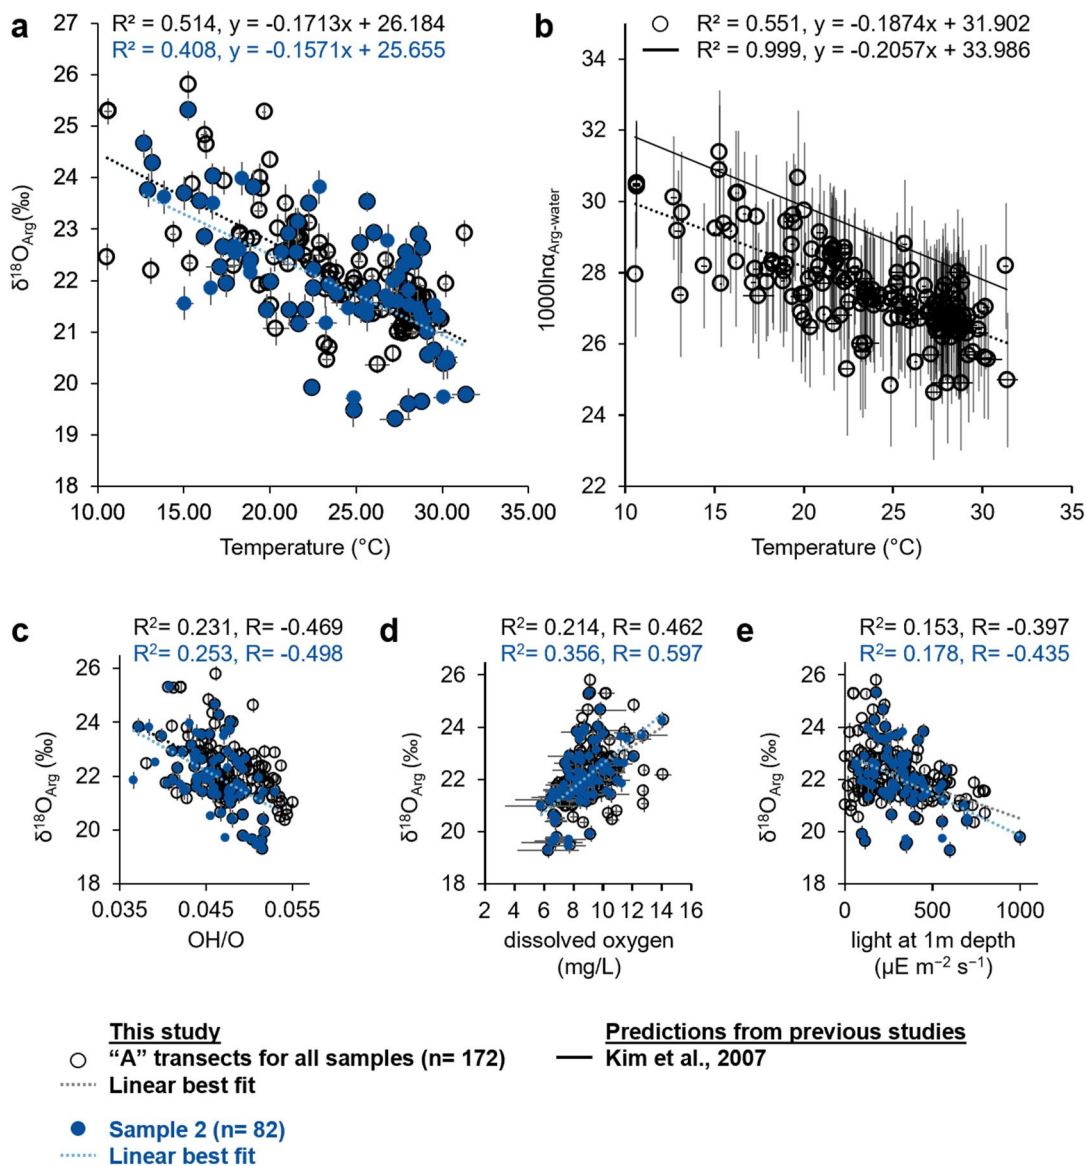 a
R² = 0.514, y = -0.1713x + 26.184
R² = 0.408, y = -0.1571x + 25.655
27
26
25
24
23
22
21
20
19
18
δ¹⁸O_Arg(‰)
10.00 15.00 20.00 25.00 30.00 35.00
Temperature (°C)
b
R² = 0.551, y = -0.1874x + 31.902
R² = 0.999, y = -0.2057x + 33.986
34
32
30
28
26
24
22
1000lnα_Arg-water
10 15 20 25 30 35
Temperature (°C)
c
R²= 0.231, R= -0.469
R²= 0.253, R= -0.498
26
24
22
20
18
δ¹⁸O_Arg (‰)
0.035 0.045 0.055
OH/O
d
R²= 0.214, R= 0.462
R²= 0.356, R= 0.597
26
24
22
20
18
δ¹⁸O_Arg (‰)
2 4 6 8 10 12 14 16
dissolved oxygen
(mg/L)
e
R²= 0.153, R= -0.397
R²= 0.178, R= -0.435
26
24
22
20
18
δ¹⁸O_Arg (‰)
0 500 1000
light at 1m depth
(µE m⁻² s⁻¹)
This study
“A” transects for all samples (n= 172)
Linear best fit
Sample 2 (n= 82)
Linear best fit
Predictions from previous studies
Kim et al., 2007